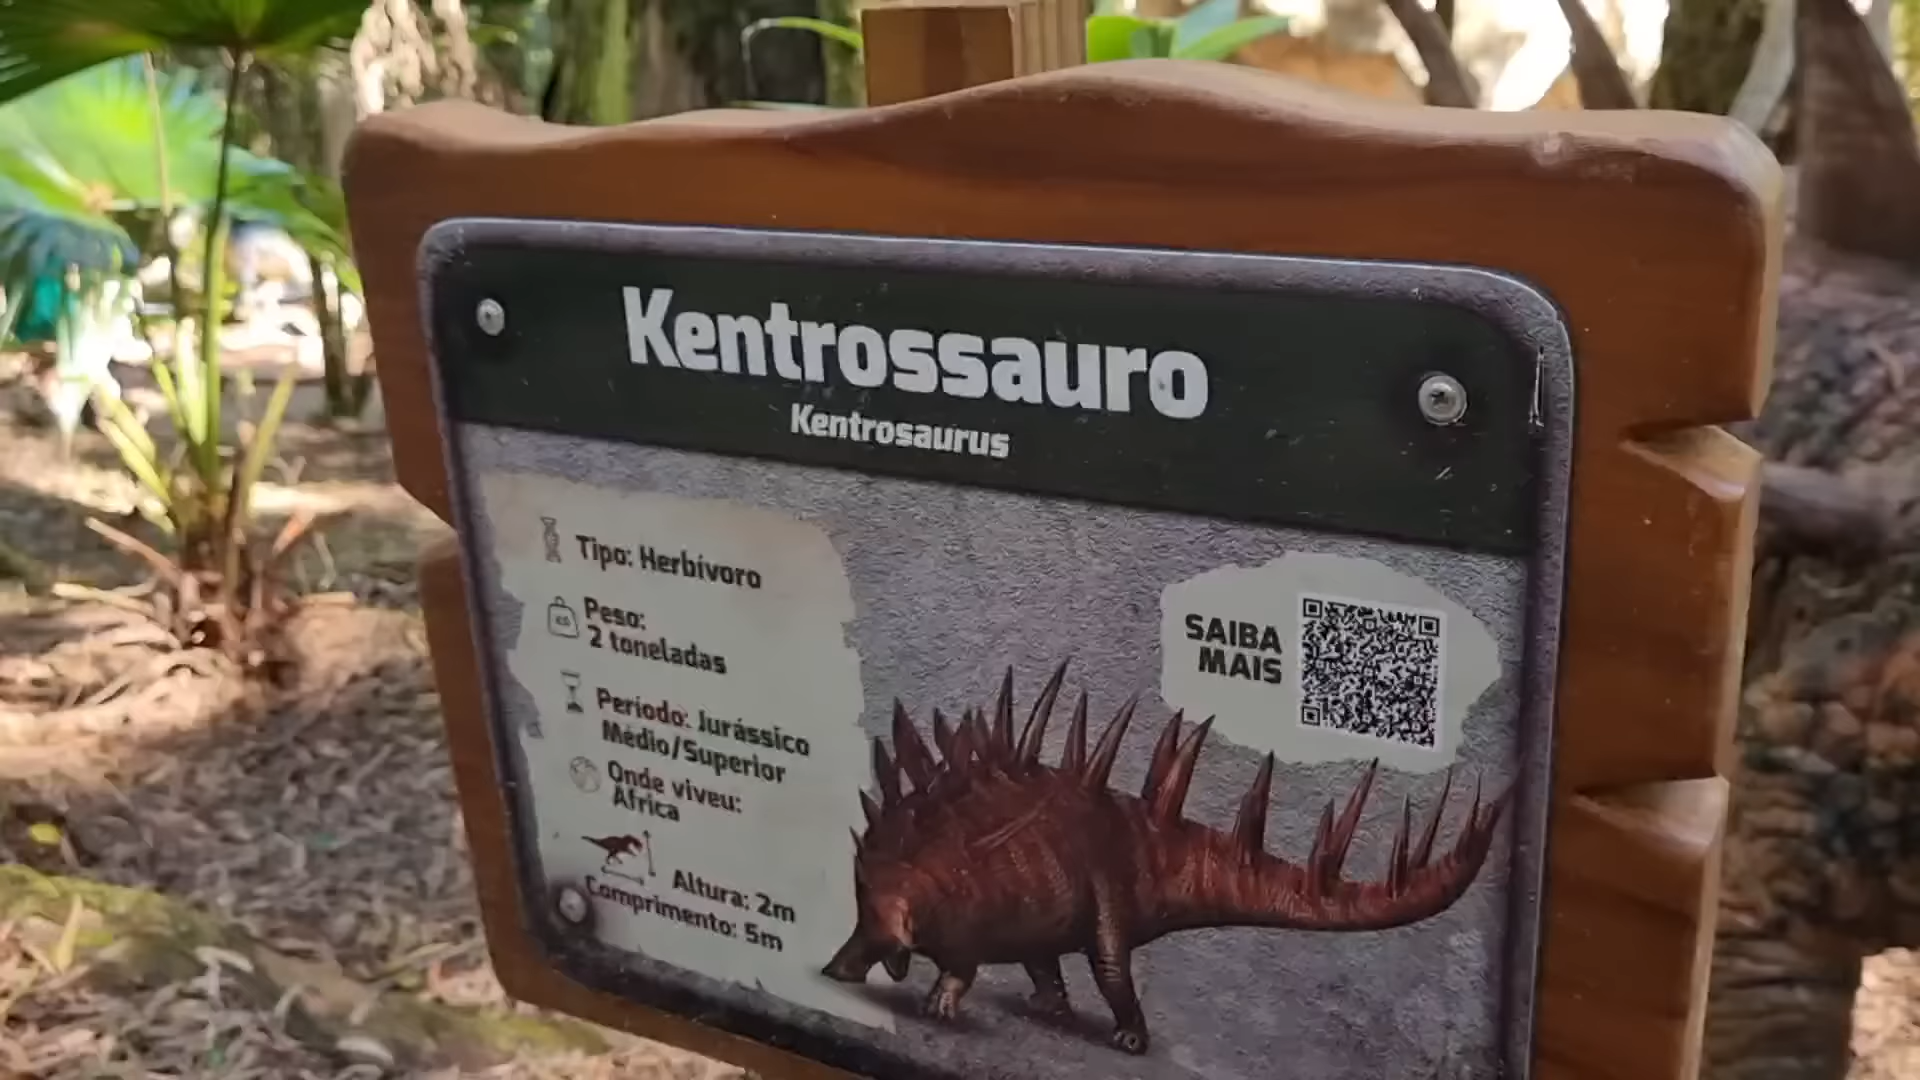 Kentrossauro
Kentrosaurus
Tipo: Herbívoro
Peso:
2 toneladas
Período: Jurássico
Médio/Superior
Onde viveu:
África
Altura: 2m
Comprimento: 5m
SAIBA
MAIS